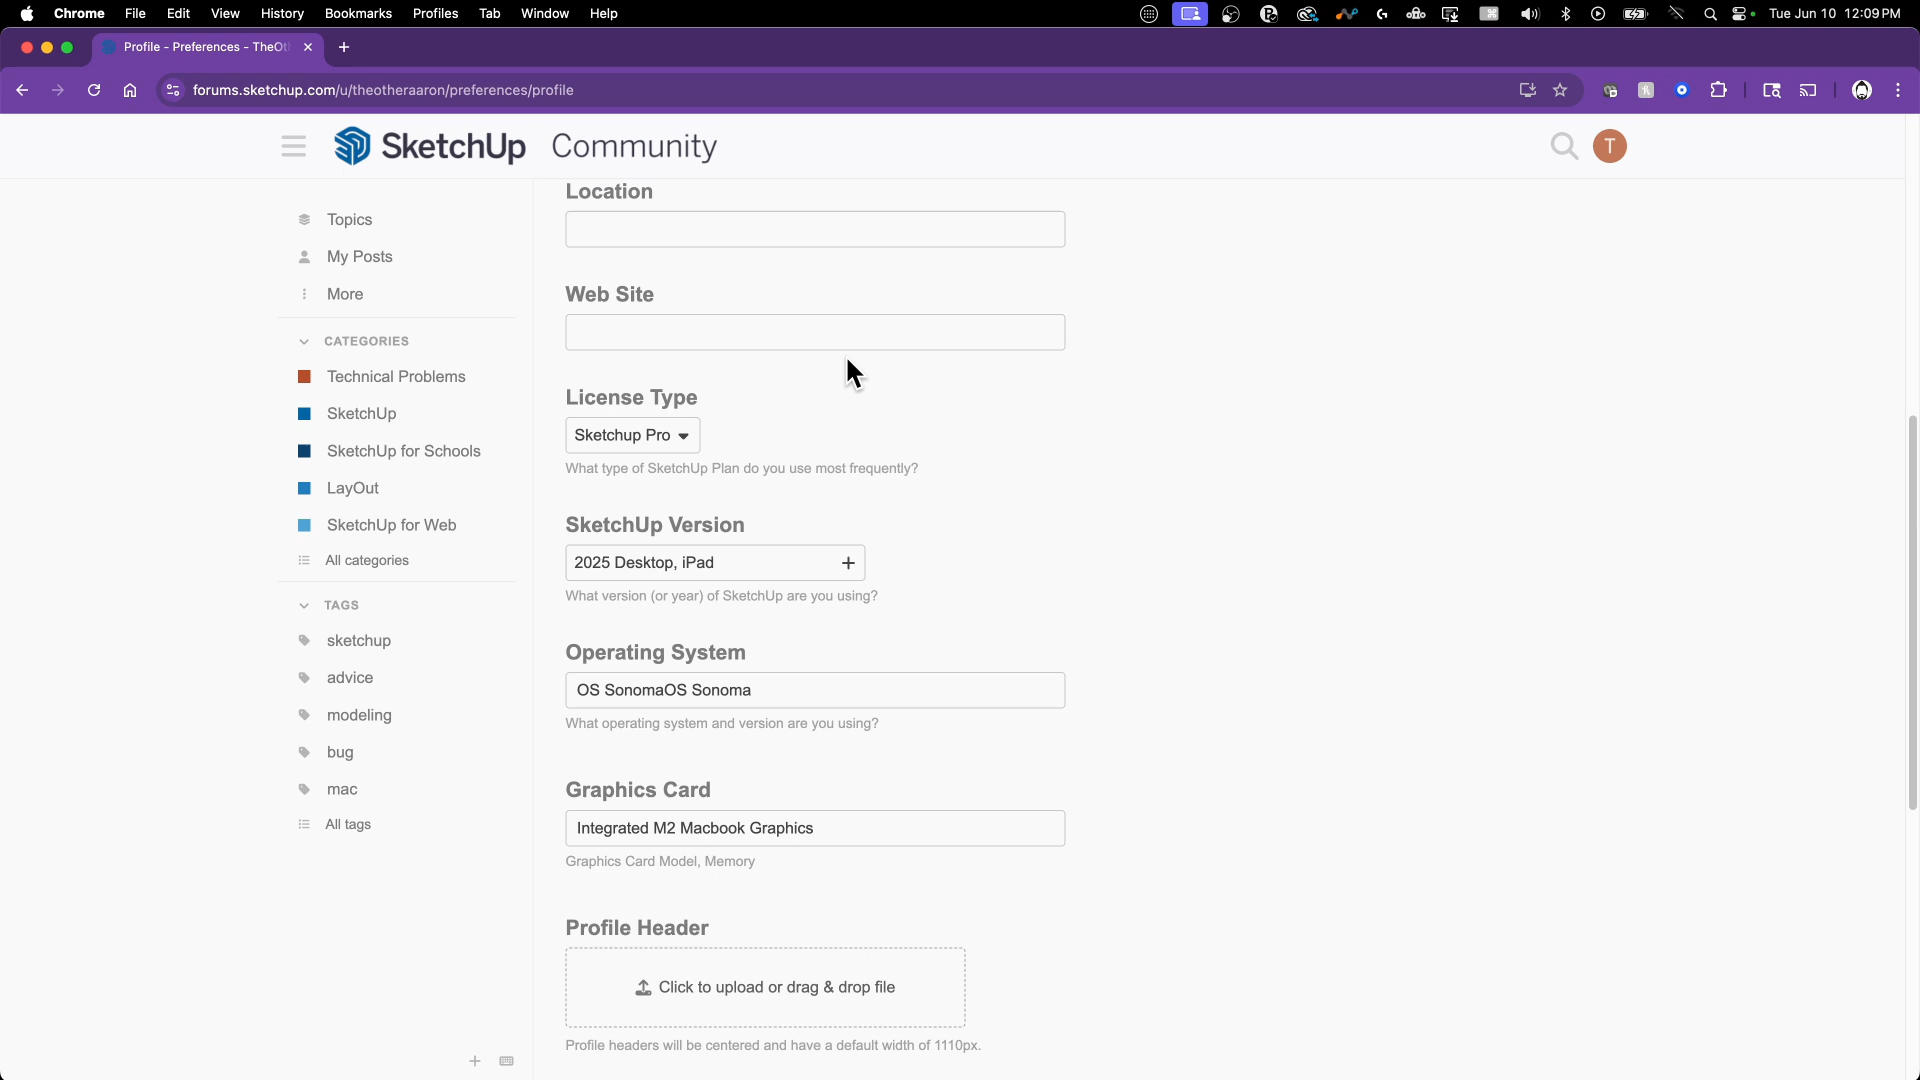 Chrome File Edit View History Bookmarks Profiles Tab Window Help Tue Jun 10 12:09 PM
Profile - Preferences - TheOt
forums.sketchup.com/u/theotheraaron/preferences/profile
SketchUp Community
T
Topics
My Posts
More
CATEGORIES
Technical Problems
SketchUp
SketchUp for Schools
LayOut
SketchUp for Web
All categories
TAGS
sketchup
advice
modeling
bug
mac
All tags
Location
Web Site
License Type
Sketchup Pro
What type of SketchUp Plan do you use most frequently?
SketchUp Version
2025 Desktop, iPad
What version (or year) of SketchUp are you using?
Operating System
OS SonomaOS Sonoma
What operating system and version are you using?
Graphics Card
Integrated M2 Macbook Graphics
Graphics Card Model, Memory
Profile Header
Click to upload or drag & drop file
Profile headers will be centered and have a default width of 1110px.